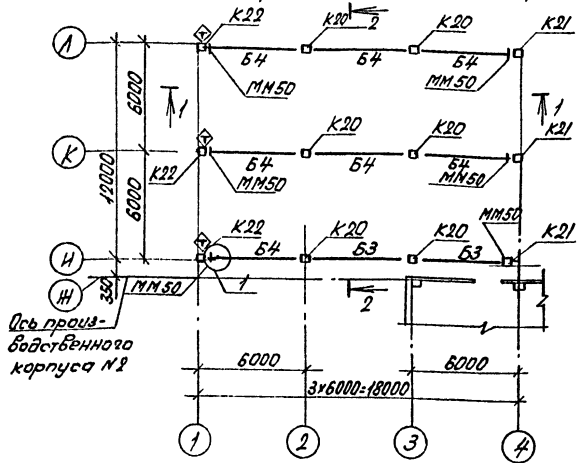 К22
К20
2
К20
К21
Л
Б4
Б4
Б4
ММ50
ММ50
6000
1
1
К20
К20
К21
К
Б4
Б4
Б4
К22
ММ50
ММ50
12000
6000
ММ50
К22
К20
К20
К21
И
Б4
Б3
Б3
Ж
350
ММ50
1
2
Ось произ-
водственного
корпуса №2
6000
6000
3х6000=18000
1
2
3
4